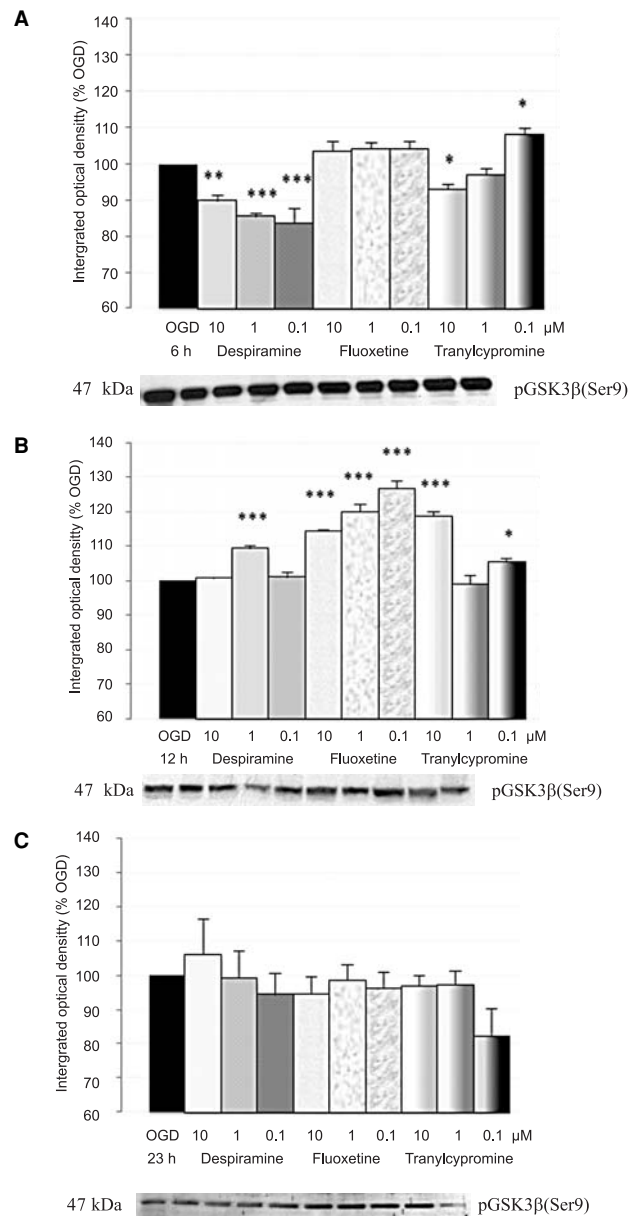 A
Intergrated optical densitty (% OGD)
140
130
120
110
100
90
80
70
60
** *** *** * *
OGD 10 1 0.1 10 1 0.1 10 1 0.1 µM
6 h Despiramine Fluoxetine Tranylcypromine
47 kDa pGSK3β(Ser9)
B
Intergrated optical densitty (% OGD)
140
130
120
110
100
90
80
70
60
*** *** *** *** *** *
OGD 10 1 0.1 10 1 0.1 10 1 0.1 µM
12 h Despiramine Fluoxetine Tranylcypromine
47 kDa pGSK3β(Ser9)
C
Intergrated optical densitty (% OGD)
140
130
120
110
100
90
80
70
60
OGD 10 1 0.1 10 1 0.1 10 1 0.1 µM
23 h Despiramine Fluoxetine Tranylcypromine
47 kDa pGSK3β(Ser9)